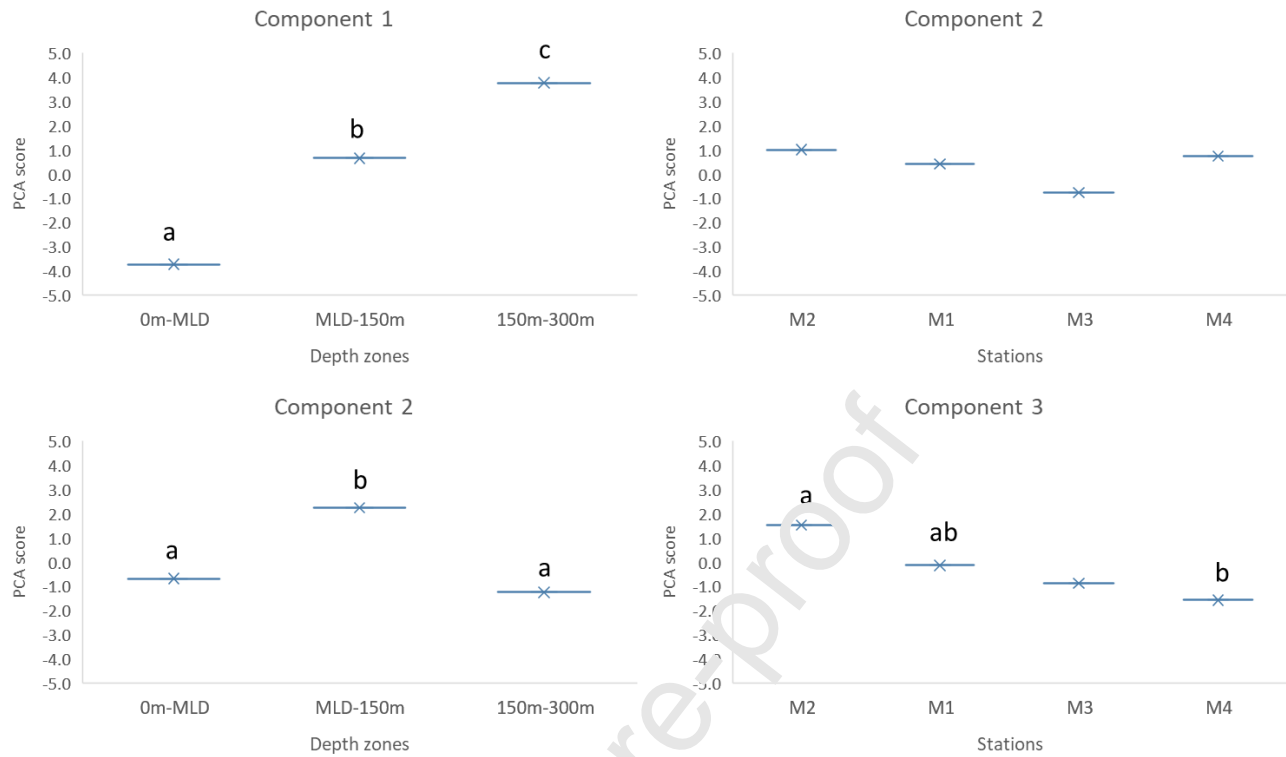 Component 1
5.0
4.0
3.0
2.0
1.0
0.0
-1.0
-2.0
-3.0
-4.0
-5.0
PCA score
a
b
c
0m-MLD MLD-150m 150m-300m
Depth zones
Component 2
5.0
4.0
3.0
2.0
1.0
0.0
-1.0
-2.0
-3.0
-4.0
-5.0
PCA score
M2 M1 M3 M4
Stations
Component 2
5.0
4.0
3.0
2.0
1.0
0.0
-1.0
-2.0
-3.0
-4.0
-5.0
PCA score
a
b
a
0m-MLD MLD-150m 150m-300m
Depth zones
Component 3
5.0
4.0
3.0
2.0
1.0
0.0
-1.0
-2.0
-3.0
-4.0
-5.0
PCA score
a
ab
b
M2 M1 M3 M4
Stations
re-proof